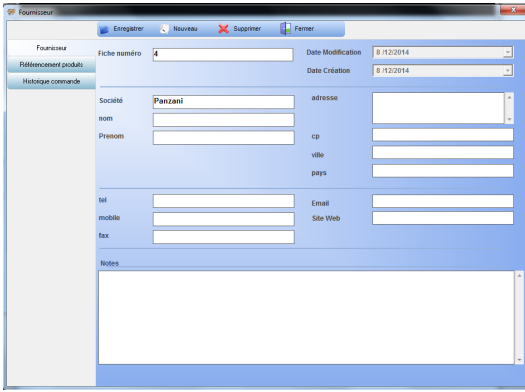 Fournisseur
Enregistrer Nouveau Supprimer Fermer
Fournisseur
Référencement produits
Historique commande
Fiche numéro 4
Date Modification 8 /12/2014
Date Création 8 /12/2014
Société Panzani
nom
Prenom
adresse
cp
ville
pays
tel
mobile
fax
Email
Site Web
Notes